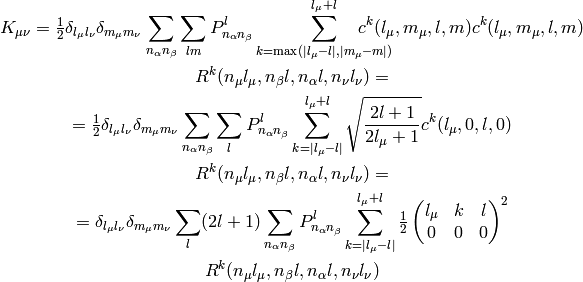 $K_{\mu\nu} = \frac{1}{2}\delta_{l_\mu l_\nu}\delta_{m_\mu m_\nu} \sum_{n_\alpha n_\beta} \sum_{lm} P^l_{n_\alpha n_\beta} \sum_{k=\max(|l_\mu-l|,|m_\mu-m|)}^{l_\mu+l} c^k(l_\mu, m_\mu, l, m) c^k(l_\mu, m_\mu, l, m)$
$R^k(n_\mu l_\mu, n_\beta l, n_\alpha l, n_\nu l_\nu) =$
$= \frac{1}{2}\delta_{l_\mu l_\nu}\delta_{m_\mu m_\nu} \sum_{n_\alpha n_\beta} \sum_{l} P^l_{n_\alpha n_\beta} \sum_{k=|l_\mu-l|}^{l_\mu+l} \sqrt{\frac{2l+1}{2l_\mu+1}} c^k(l_\mu, 0, l, 0)$
$R^k(n_\mu l_\mu, n_\beta l, n_\alpha l, n_\nu l_\nu) =$
$= \delta_{l_\mu l_\nu}\delta_{m_\mu m_\nu} \sum_{l} (2l+1) \sum_{n_\alpha n_\beta} P^l_{n_\alpha n_\beta} \sum_{k=|l_\mu-l|}^{l_\mu+l} \frac{1}{2} \begin{pmatrix} l_\mu & k & l \\ 0 & 0 & 0 \end{pmatrix}^2$
$R^k(n_\mu l_\mu, n_\beta l, n_\alpha l, n_\nu l_\nu)$